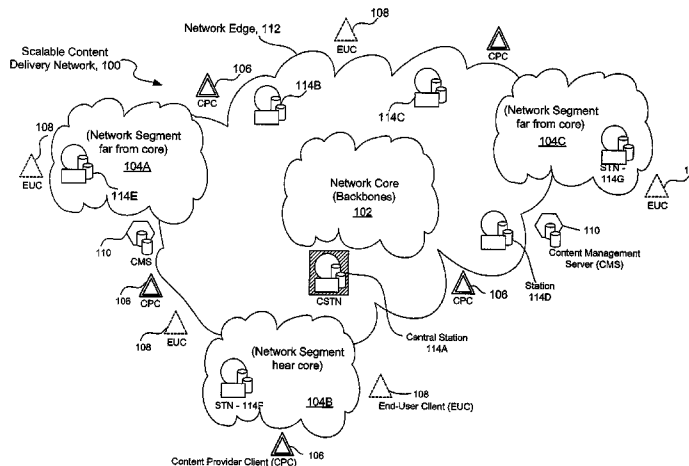 108
EUC
Network Edge, 112
Scalable Content
Delivery Network, 100
CPC
106
CPC
114B
114C
108
(Network Segment
far from core)
104A
(Network Segment
far from core)
104C
EUC
114E
Network Core
(Backbones)
102
STN -
114G
1
EUC
110
CMS
110
Content Management
Server (CMS)
CSTN
106
CPC
CPC
106
Station
114D
108
EUC
Central Station
114A
(Network Segment
hear core)
STN - 114F
104B
108
End-User Client (EUC)
106
Content Provider Client (CPC)